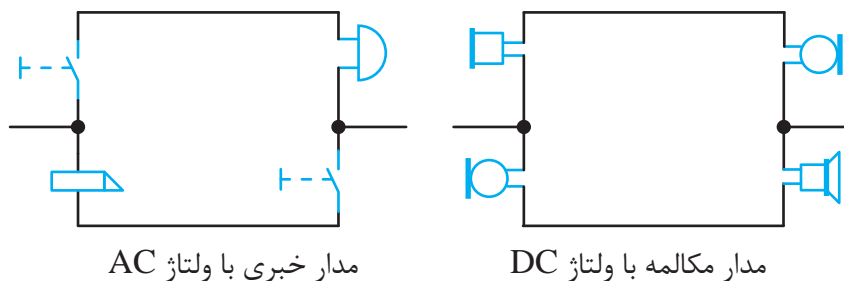 مدار مکالمه با ولتاژ DC
مدار خبری با ولتاژ AC